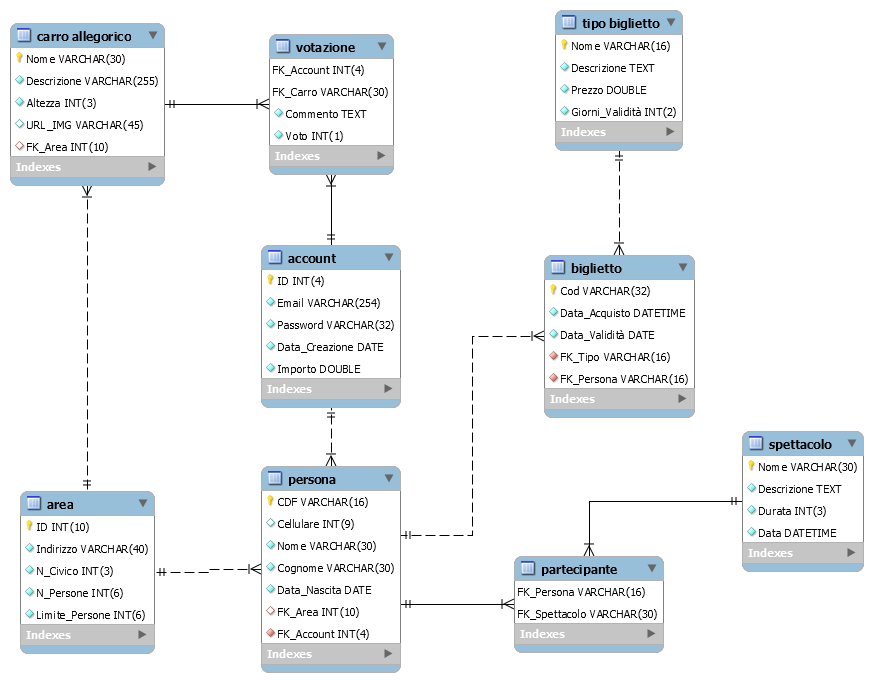 carro allegorico
Nome VARCHAR(30)
Descrizione VARCHAR(255)
Altezza INT(3)
URL_IMG VARCHAR(45)
FK_Area INT(10)
Indexes
votazione
FK_Account INT(4)
FK_Carro VARCHAR(30)
Commento TEXT
Voto INT(1)
Indexes
tipo biglietto
Nome VARCHAR(16)
Descrizione TEXT
Prezzo DOUBLE
Giorni_Validità INT(2)
Indexes
account
ID INT(4)
Email VARCHAR(254)
Password VARCHAR(32)
Data_Creazione DATE
Importo DOUBLE
Indexes
biglietto
Cod VARCHAR(32)
Data_Acquisto DATETIME
Data_Validità DATE
FK_Tipo VARCHAR(16)
FK_Persona VARCHAR(16)
Indexes
area
ID INT(10)
Indirizzo VARCHAR(40)
N_Civico INT(3)
N_Persone INT(6)
Limite_Persone INT(6)
Indexes
persona
CDF VARCHAR(16)
Cellulare INT(9)
Nome VARCHAR(30)
Cognome VARCHAR(30)
Data_Nascita DATE
FK_Area INT(10)
FK_Account INT(4)
Indexes
partecipante
FK_Persona VARCHAR(16)
FK_Spettacolo VARCHAR(30)
Indexes
spettacolo
Nome VARCHAR(30)
Descrizione TEXT
Durata INT(3)
Data DATETIME
Indexes